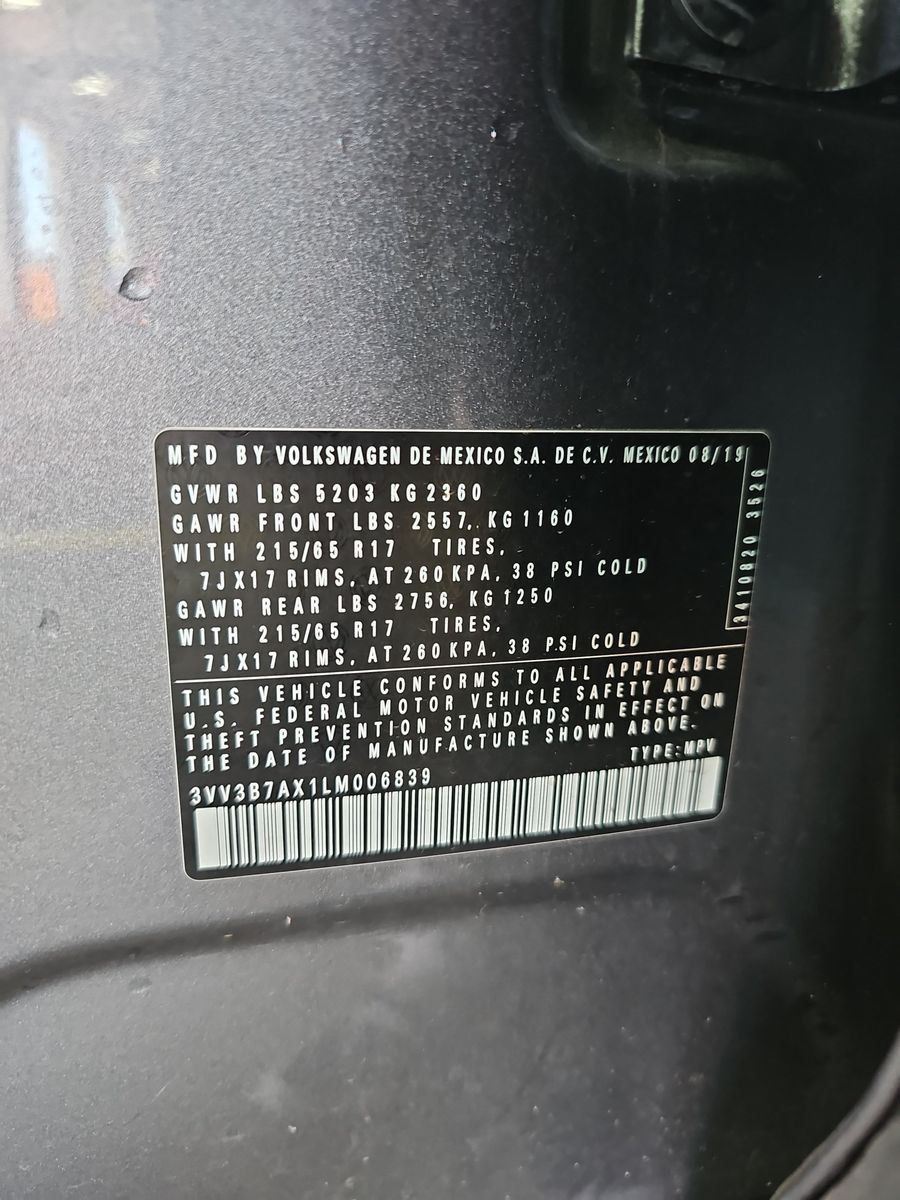 MFD BY VOLKSWAGEN DE MEXICO S.A. DE C.V. MEXICO 08/19
GVWR LBS 5203 KG 2360
GAWR FRONT LBS 2557, KG 1160
WITH 215/65 R17 TIRES,
7JX17 RIMS, AT 260 KPA, 38 PSI COLD
GAWR REAR LBS 2756, KG 1250
WITH 215/65 R17 TIRES,
7JX17 RIMS, AT 260 KPA, 38 PSI COLD
3410820 3526
THIS VEHICLE CONFORMS TO ALL APPLICABLE
U.S. FEDERAL MOTOR VEHICLE SAFETY AND
THEFT PREVENTION STANDARDS IN EFFECT ON
THE DATE OF MANUFACTURE SHOWN ABOVE.
TYPE: MPV
3VV3B7AX1LM006839